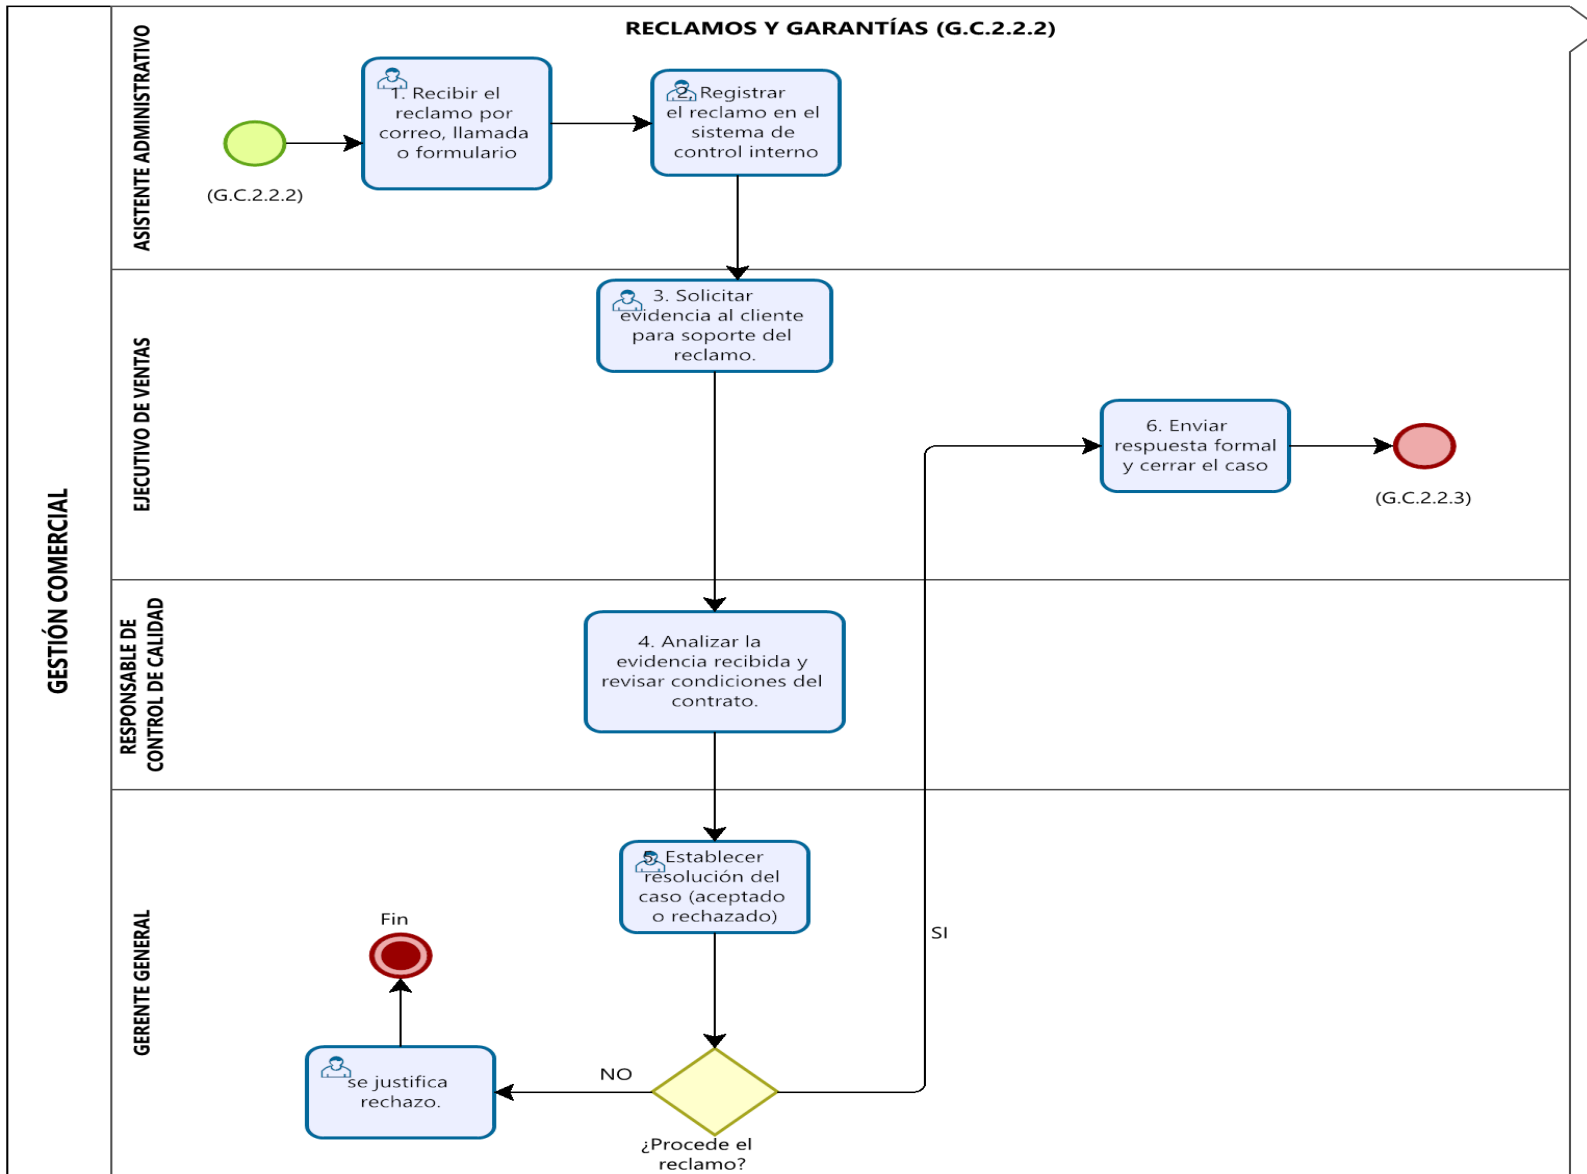 RECLAMOS Y GARANTÍAS (G.C.2.2.2)
GESTIÓN COMERCIAL
ASISTENTE ADMINISTRATIVO
(G.C.2.2.2)
1. Recibir el
reclamo por
correo, llamada
o formulario
2. Registrar
el reclamo en el
sistema de
control interno
EJECUTIVO DE VENTAS
3. Solicitar
evidencia al cliente
para soporte del
reclamo.
6. Enviar
respuesta formal
y cerrar el caso
(G.C.2.2.3)
RESPONSABLE DE
CONTROL DE CALIDAD
4. Analizar la
evidencia recibida y
revisar condiciones del
contrato.
GERENTE GENERAL
5. Establecer
resolución del
caso (aceptado
o rechazado)
Fin
SI
NO
se justifica
rechazo.
¿Procede el
reclamo?